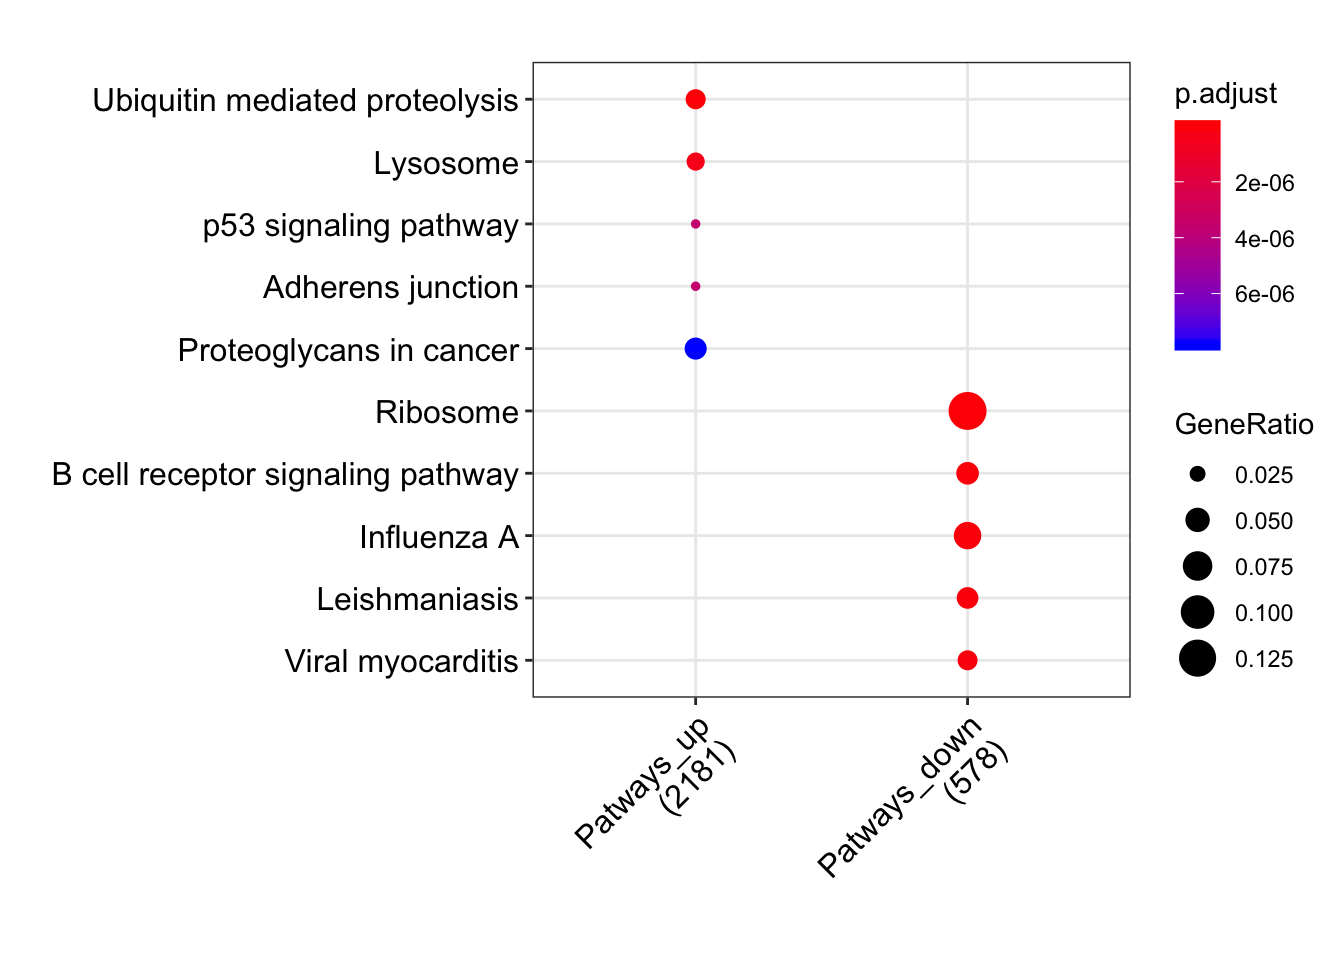 Ubiquitin mediated proteolysis
Lysosome
p53 signaling pathway
Adherens junction
Proteoglycans in cancer
Ribosome
B cell receptor signaling pathway
Influenza A
Leishmaniasis
Viral myocarditis
Patways_up
(2181)
Patways_down
(578)
p.adjust
2e-06
4e-06
6e-06
GeneRatio
0.025
0.050
0.075
0.100
0.125